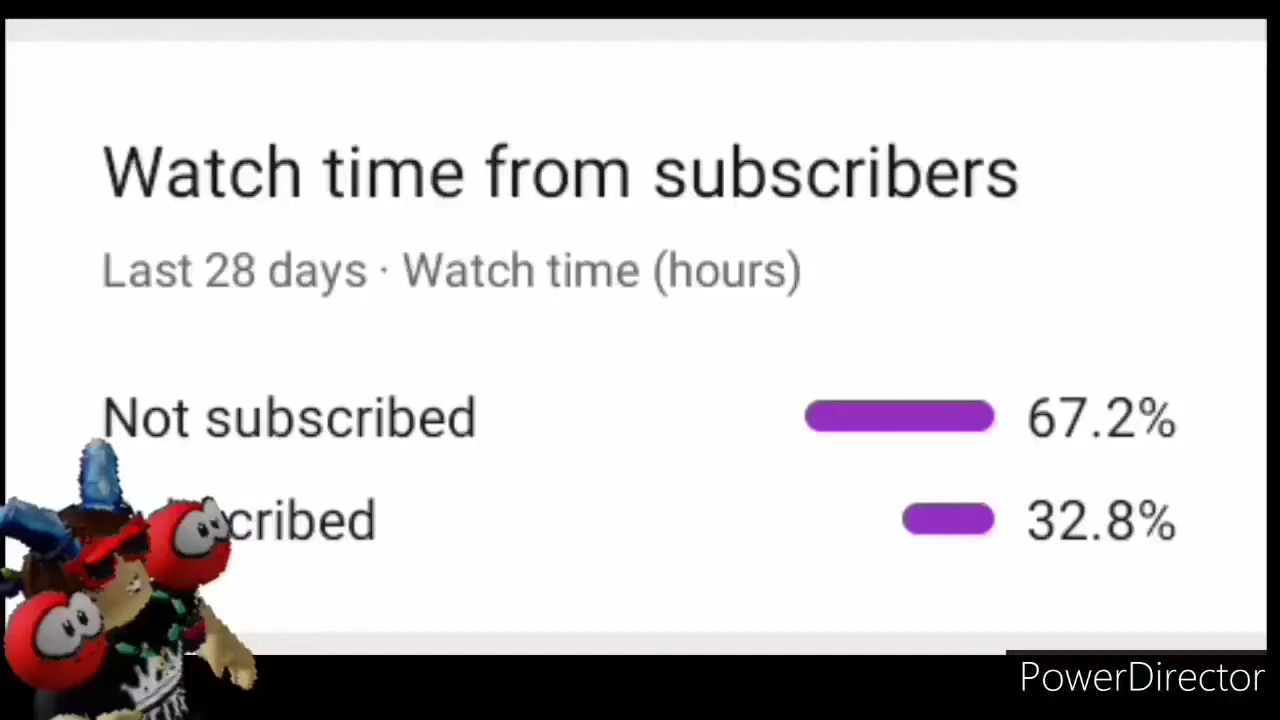 Watch time from subscribers
Last 28 days · Watch time (hours)
Not subscribed 67.2%
cribed 32.8%
PowerDirector